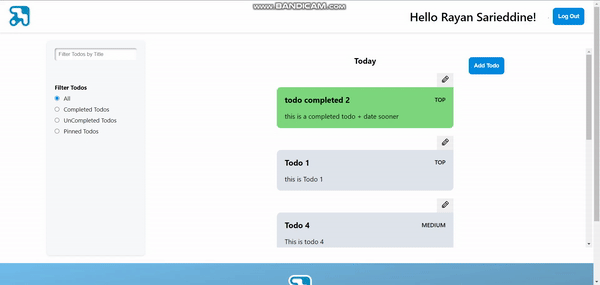 www.BANDICAM.com
Hello Rayan Sarieddine!
Log Out
Filter Todos by Title
Filter Todos
All
Completed Todos
UnCompleted Todos
Pinned Todos
Today
Add Todo
todo completed 2
TOP
this is a completed todo + date sooner
Todo 1
TOP
this is Todo 1
Todo 4
MEDIUM
This is todo 4